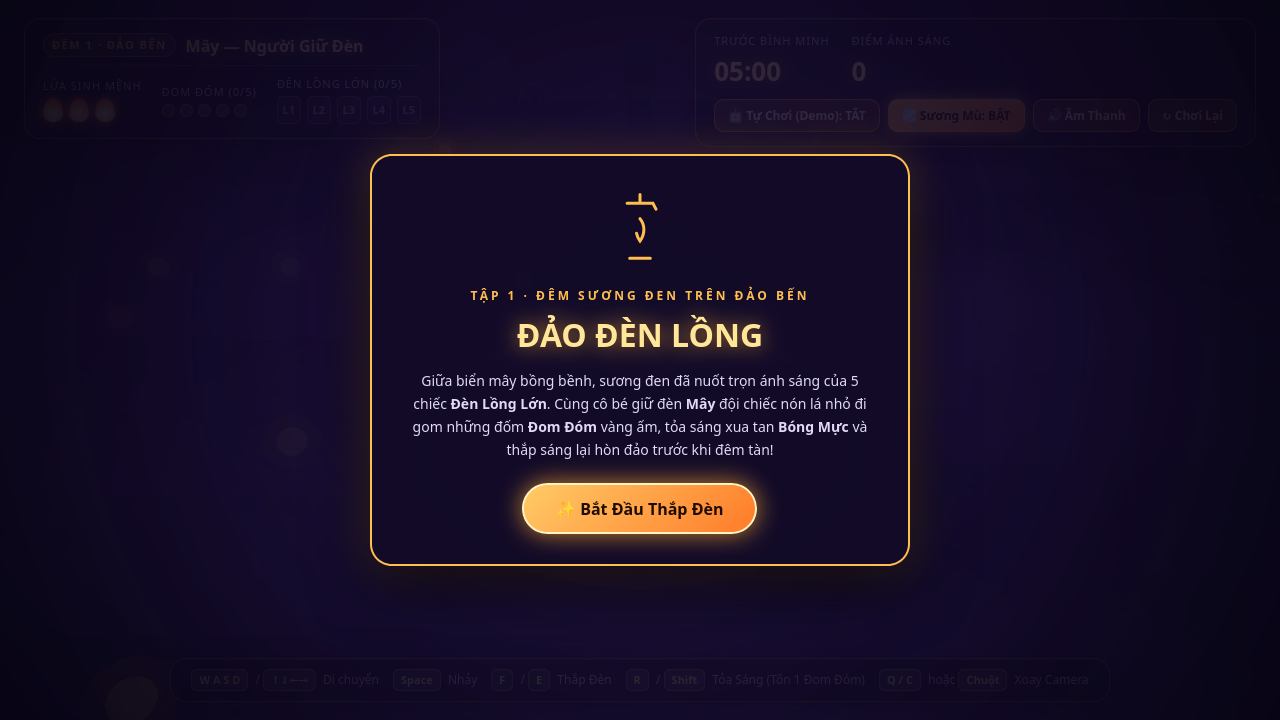 ĐÊM 1 · ĐẢO BẾN Mây — Người Giữ Đèn
LỬA SINH MỆNH ĐOM ĐÓM (0/5) ĐÈN LỒNG LỚN (0/5)
L1 L2 L3 L4 L5
TRƯỚC BÌNH MINH ĐIỂM ÁNH SÁNG
05:00 0
Tự Chơi (Demo): TẮT Sương Mù: BẬT Âm Thanh ↻ Chơi Lại
TẬP 1 · ĐÊM SƯƠNG ĐEN TRÊN ĐẢO BẾN
ĐẢO ĐÈN LỒNG
Giữa biển mây bồng bềnh, sương đen đã nuốt trọn ánh sáng của 5
chiếc Đèn Lồng Lớn. Cùng cô bé giữ đèn Mây đội chiếc nón lá nhỏ đi
gom những đốm Đom Đóm vàng ấm, tỏa sáng xua tan Bóng Mực và
thắp sáng lại hòn đảo trước khi đêm tàn!
✨ Bắt Đầu Thắp Đèn
W A S D / ↑↓←→ Di chuyển Space Nhảy F / E Thắp Đèn R / Shift Tỏa Sáng (Tốn 1 Đom Đóm) Q / C hoặc Chuột Xoay Camera